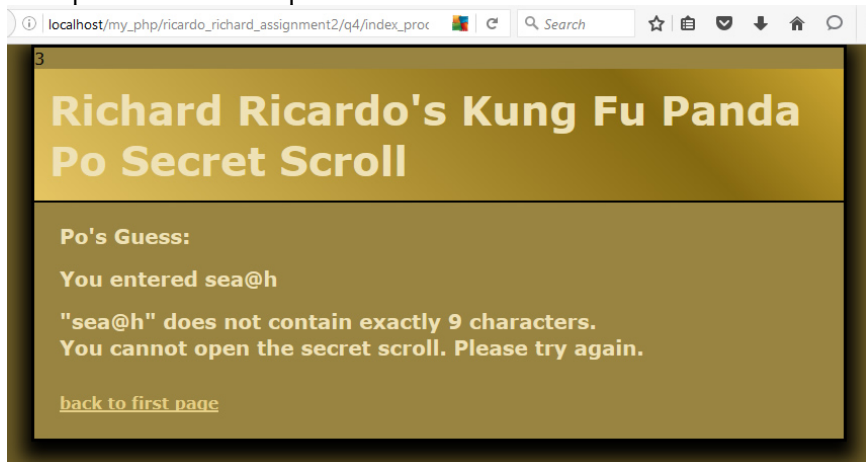 localhost/my_php/ricardo_richard_assignment2/q4/index_proc
Search
3
Richard Ricardo's Kung Fu Panda
Po Secret Scroll
Po's Guess:
You entered sea@h
"sea@h" does not contain exactly 9 characters.
You cannot open the secret scroll. Please try again.
back to first page